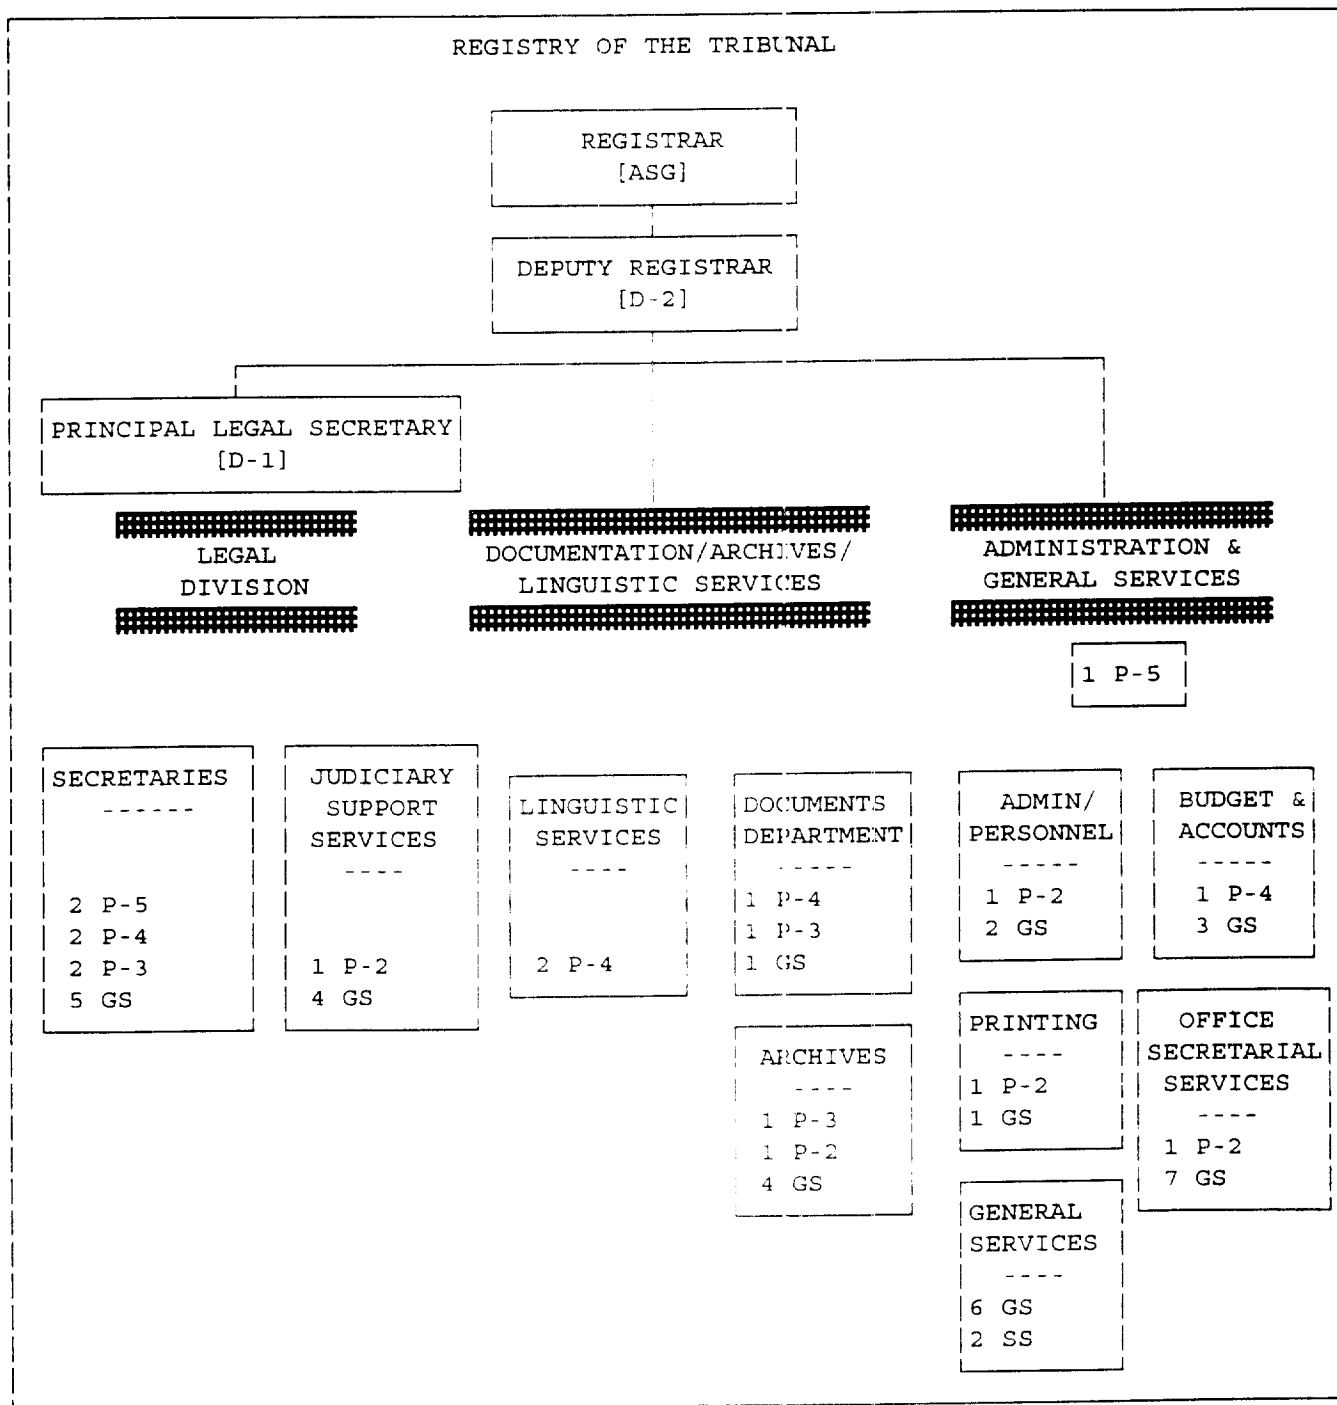 REGISTRY OF THE TRIBUNAL
REGISTRAR
[ASG]
DEPUTY REGISTRAR
[D-2]
PRINCIPAL LEGAL SECRETARY
[D-1]
LEGAL
DIVISION
DOCUMENTATION/ARCHIVES/
LINGUISTIC SERVICES
ADMINISTRATION &
GENERAL SERVICES
1 P-5
SECRETARIES
------
2 P-5
2 P-4
2 P-3
5 GS
JUDICIARY
SUPPORT
SERVICES
----
1 P-2
4 GS
LINGUISTIC
SERVICES
----
2 P-4
DOCUMENTS
DEPARTMENT
-----
1 P-4
1 P-3
1 GS
ARCHIVES
----
1 P-3
1 P-2
4 GS
ADMIN/
PERSONNEL
-----
1 P-2
2 GS
BUDGET &
ACCOUNTS
-----
1 P-4
3 GS
PRINTING
----
1 P-2
1 GS
OFFICE
SECRETARIAL
SERVICES
----
1 P-2
7 GS
GENERAL
SERVICES
----
6 GS
2 SS